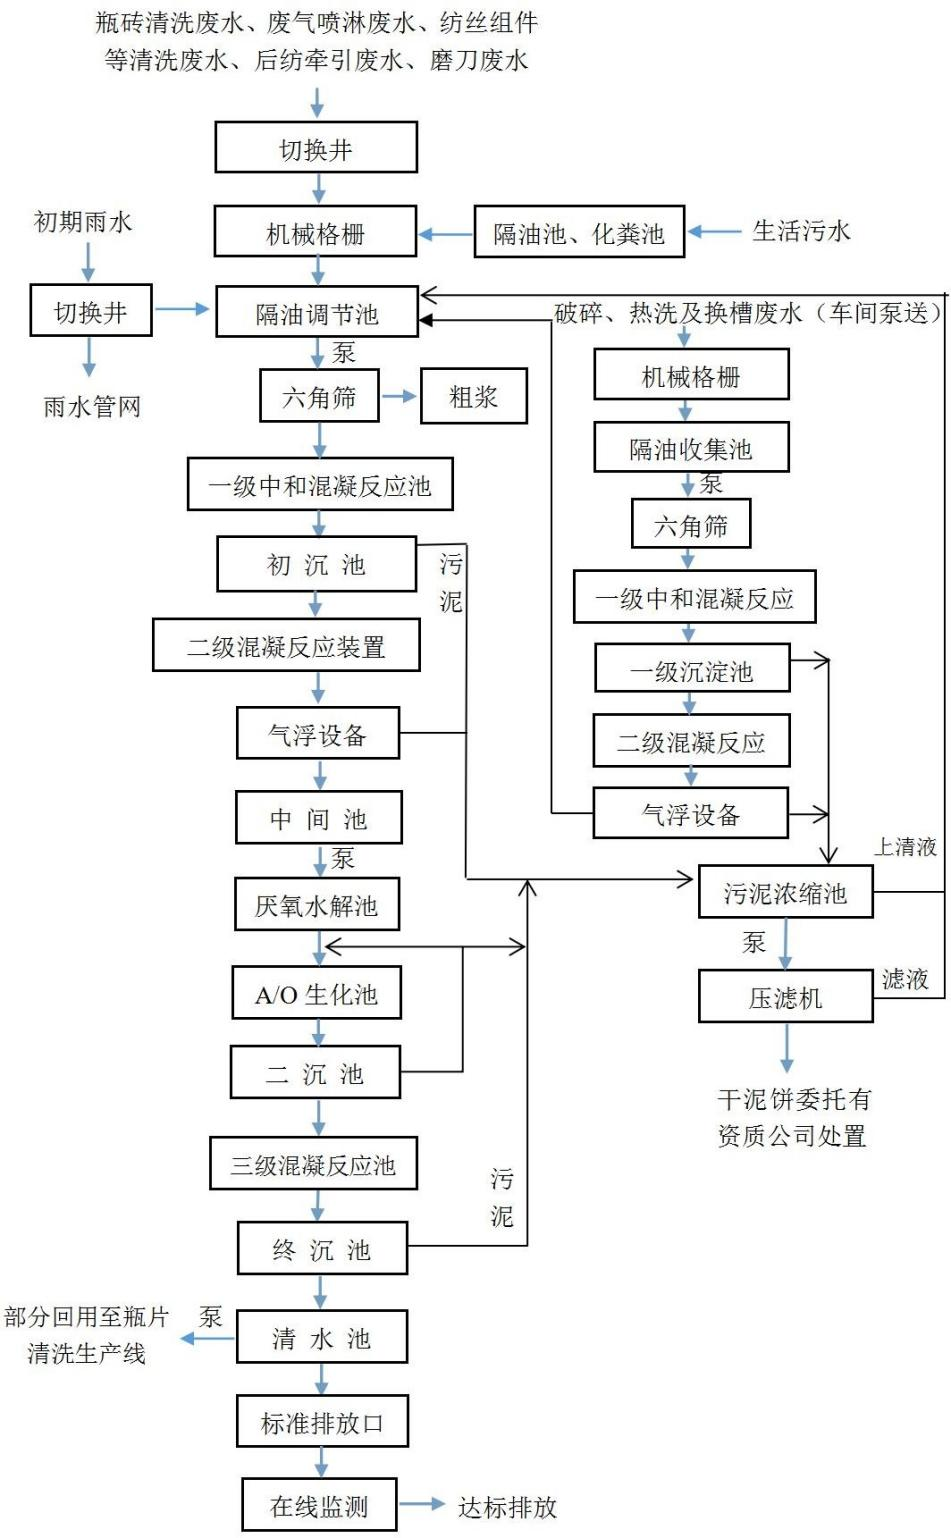 瓶砖清洗废水、废气喷淋废水、纺丝组件
等清洗废水、后纺牵引废水、磨刀废水
切换井
初期雨水
机械格栅
隔油池、化粪池
生活污水
切换井
隔油调节池
破碎、热洗及换槽废水（车间泵送）
泵
雨水管网
六角筛
粗浆
机械格栅
隔油收集池
泵
一级中和混凝反应池
六角筛
初 沉 池
污
泥
一级中和混凝反应
二级混凝反应装置
一级沉淀池
气浮设备
二级混凝反应
中 间 池
气浮设备
泵
上清液
厌氧水解池
污泥浓缩池
泵
A/O 生化池
压滤机
滤液
二 沉 池
干泥饼委托有
资质公司处置
三级混凝反应池
污
泥
终 沉 池
部分回用至瓶片
清洗生产线
泵
清 水 池
标准排放口
在线监测
达标排放